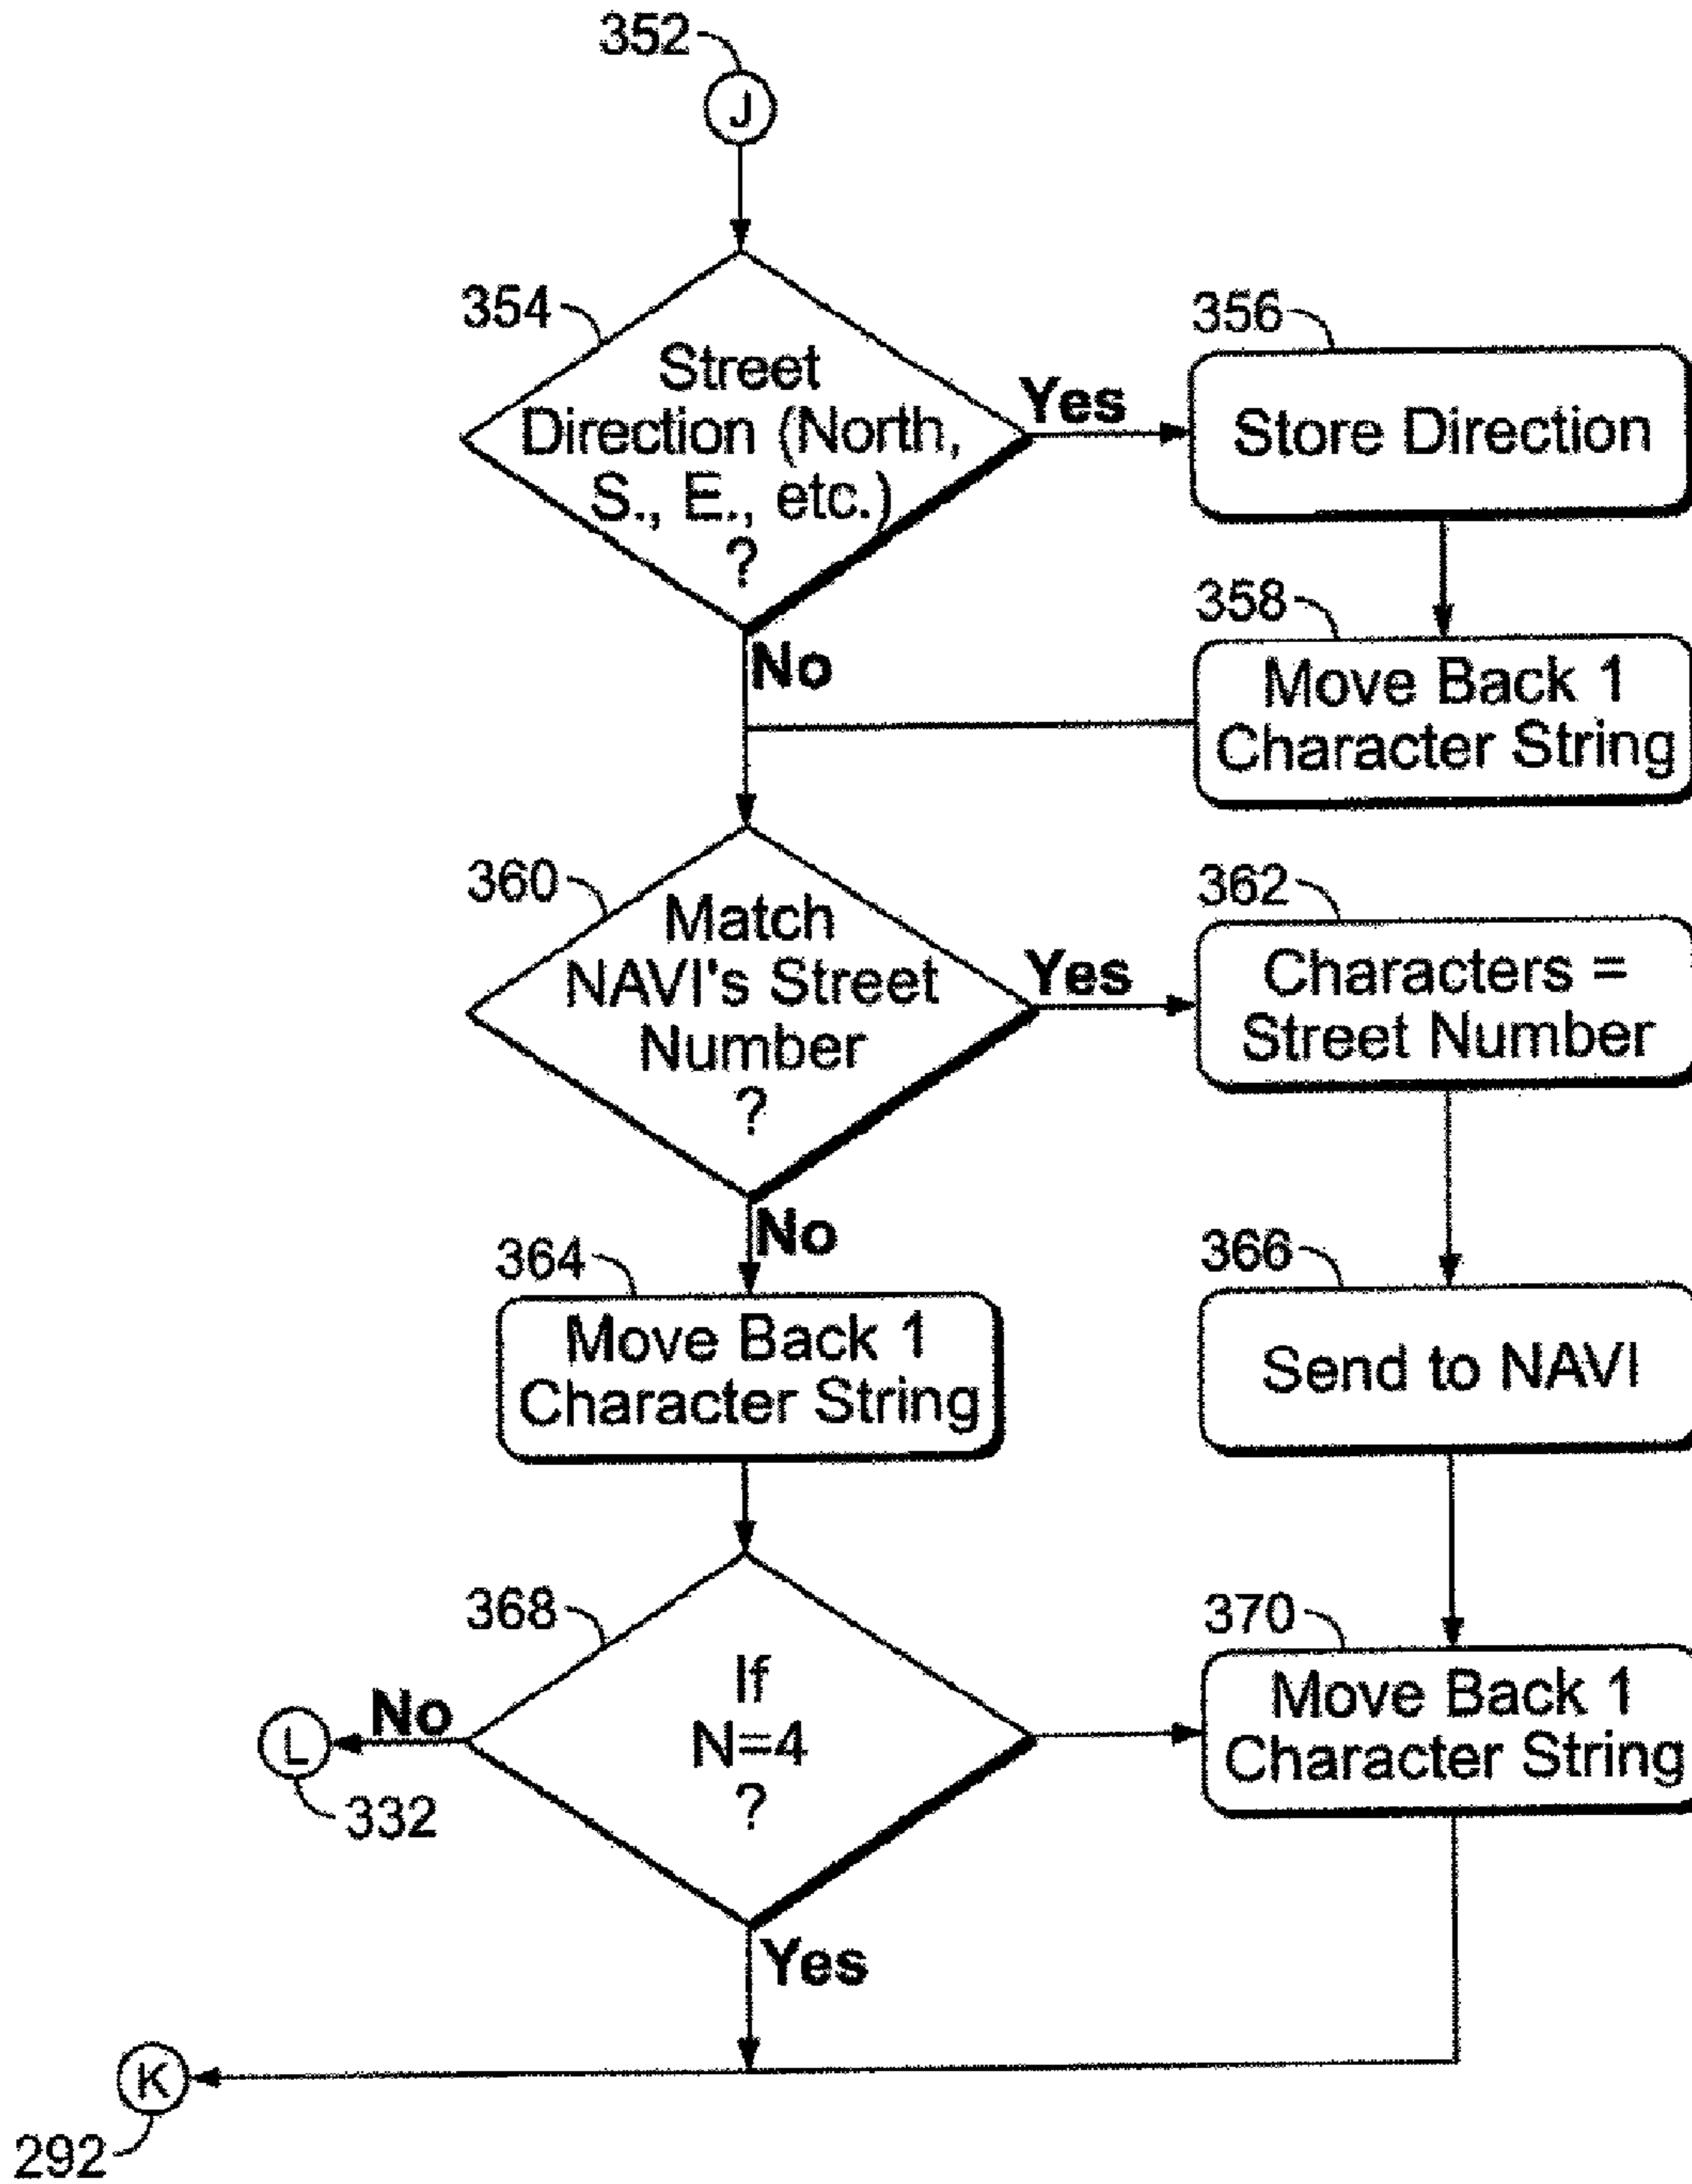 352
J
354
Street
Direction (North,
S., E., etc.)
?
Yes
356
Store Direction
No
358
Move Back 1
Character String
360
Match
NAVI's Street
Number
?
Yes
362
Characters =
Street Number
No
364
Move Back 1
Character String
366
Send to NAVI
368
If
N=4
?
No
L
332
370
Move Back 1
Character String
Yes
K
292